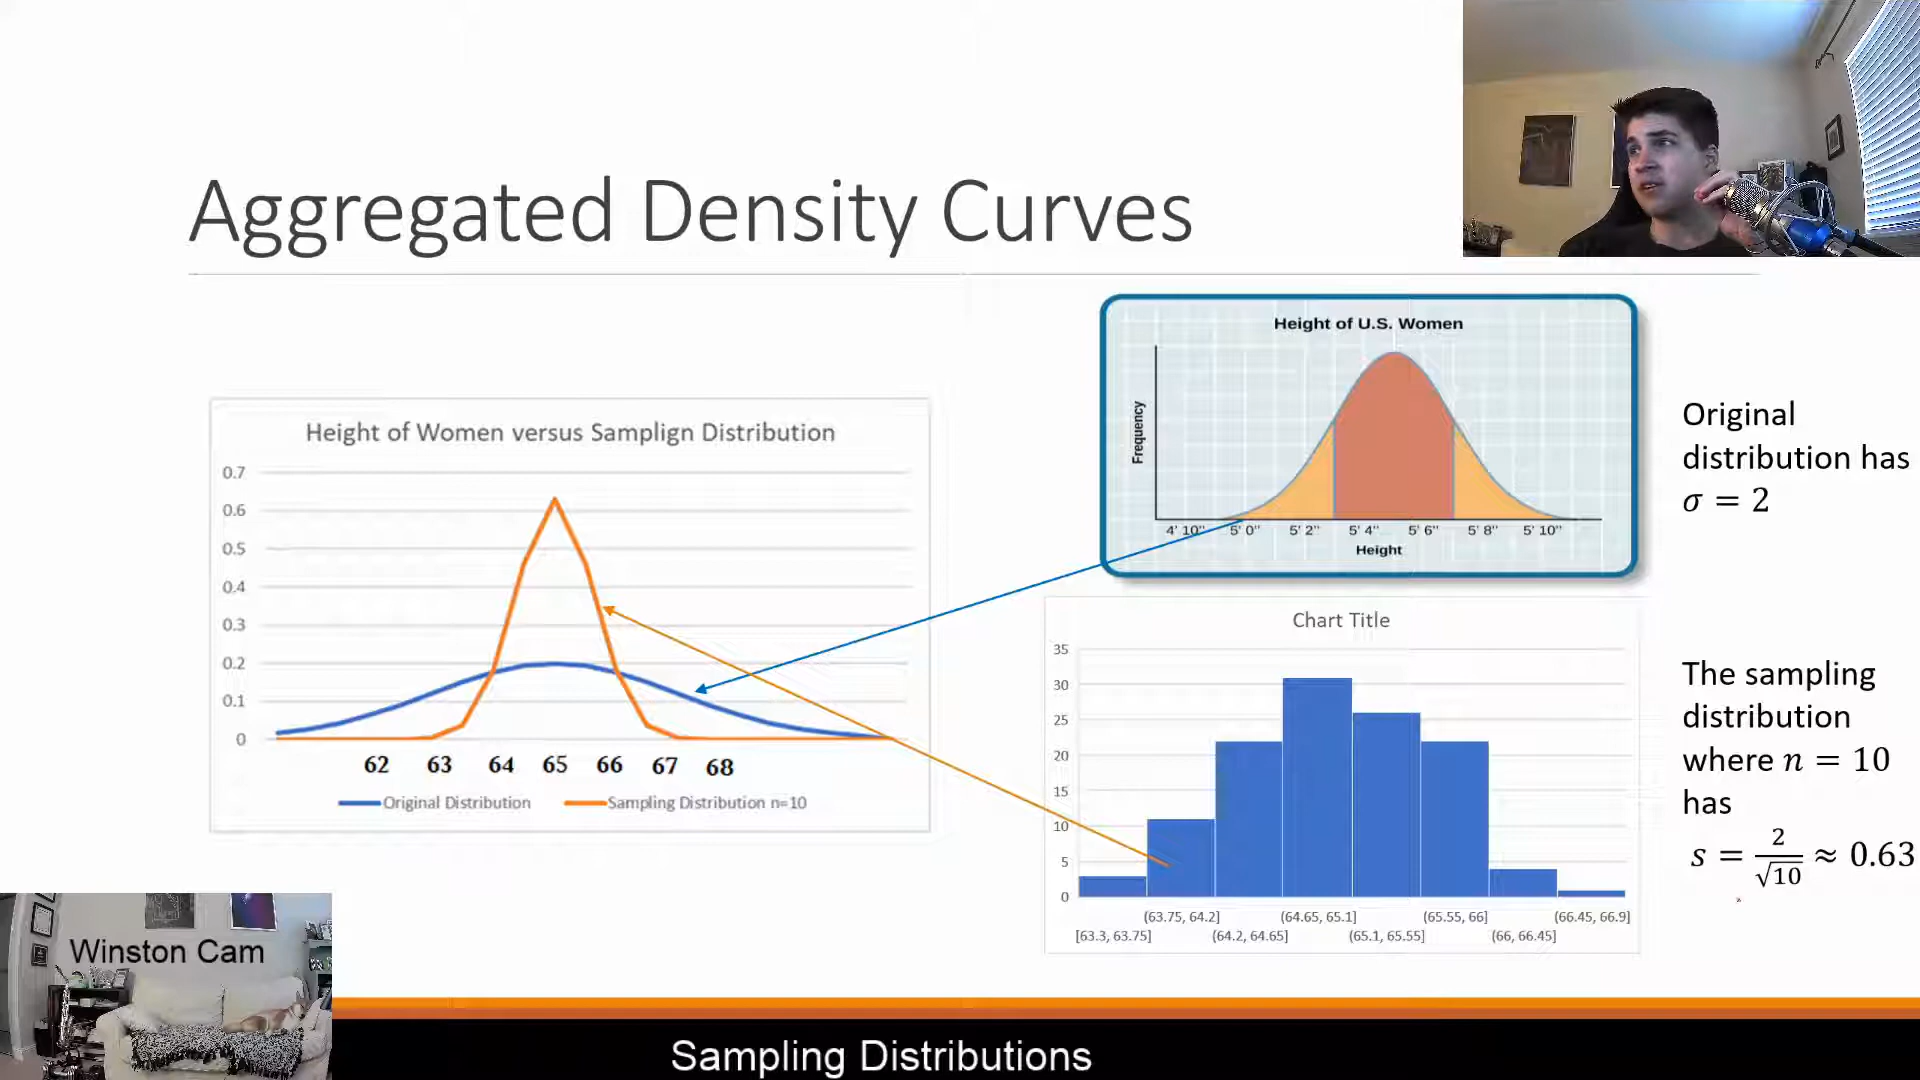 Aggregated Density Curves
Height of Women versus Samplign Distribution
0.7
0.6
0.5
0.4
0.3
0.2
0.1
0
62 63 64 65 66 67 68
Original Distribution Sampling Distribution n=10
Height of U.S. Women
Frequency
4' 10" 5' 0" 5' 2" 5' 4" 5' 6" 5' 8" 5' 10"
Height
Original
distribution has
σ = 2
Chart Title
35
30
25
20
15
10
5
0
(63.75, 64.2] (64.65, 65.1] (65.55, 66] (66.45, 66.9]
[63.3, 63.75] (64.2, 64.65] (65.1, 65.55] (66, 66.45]
The sampling
distribution
where n = 10
has
s = 2/√10 ≈ 0.63
Winston Cam
Sampling Distributions